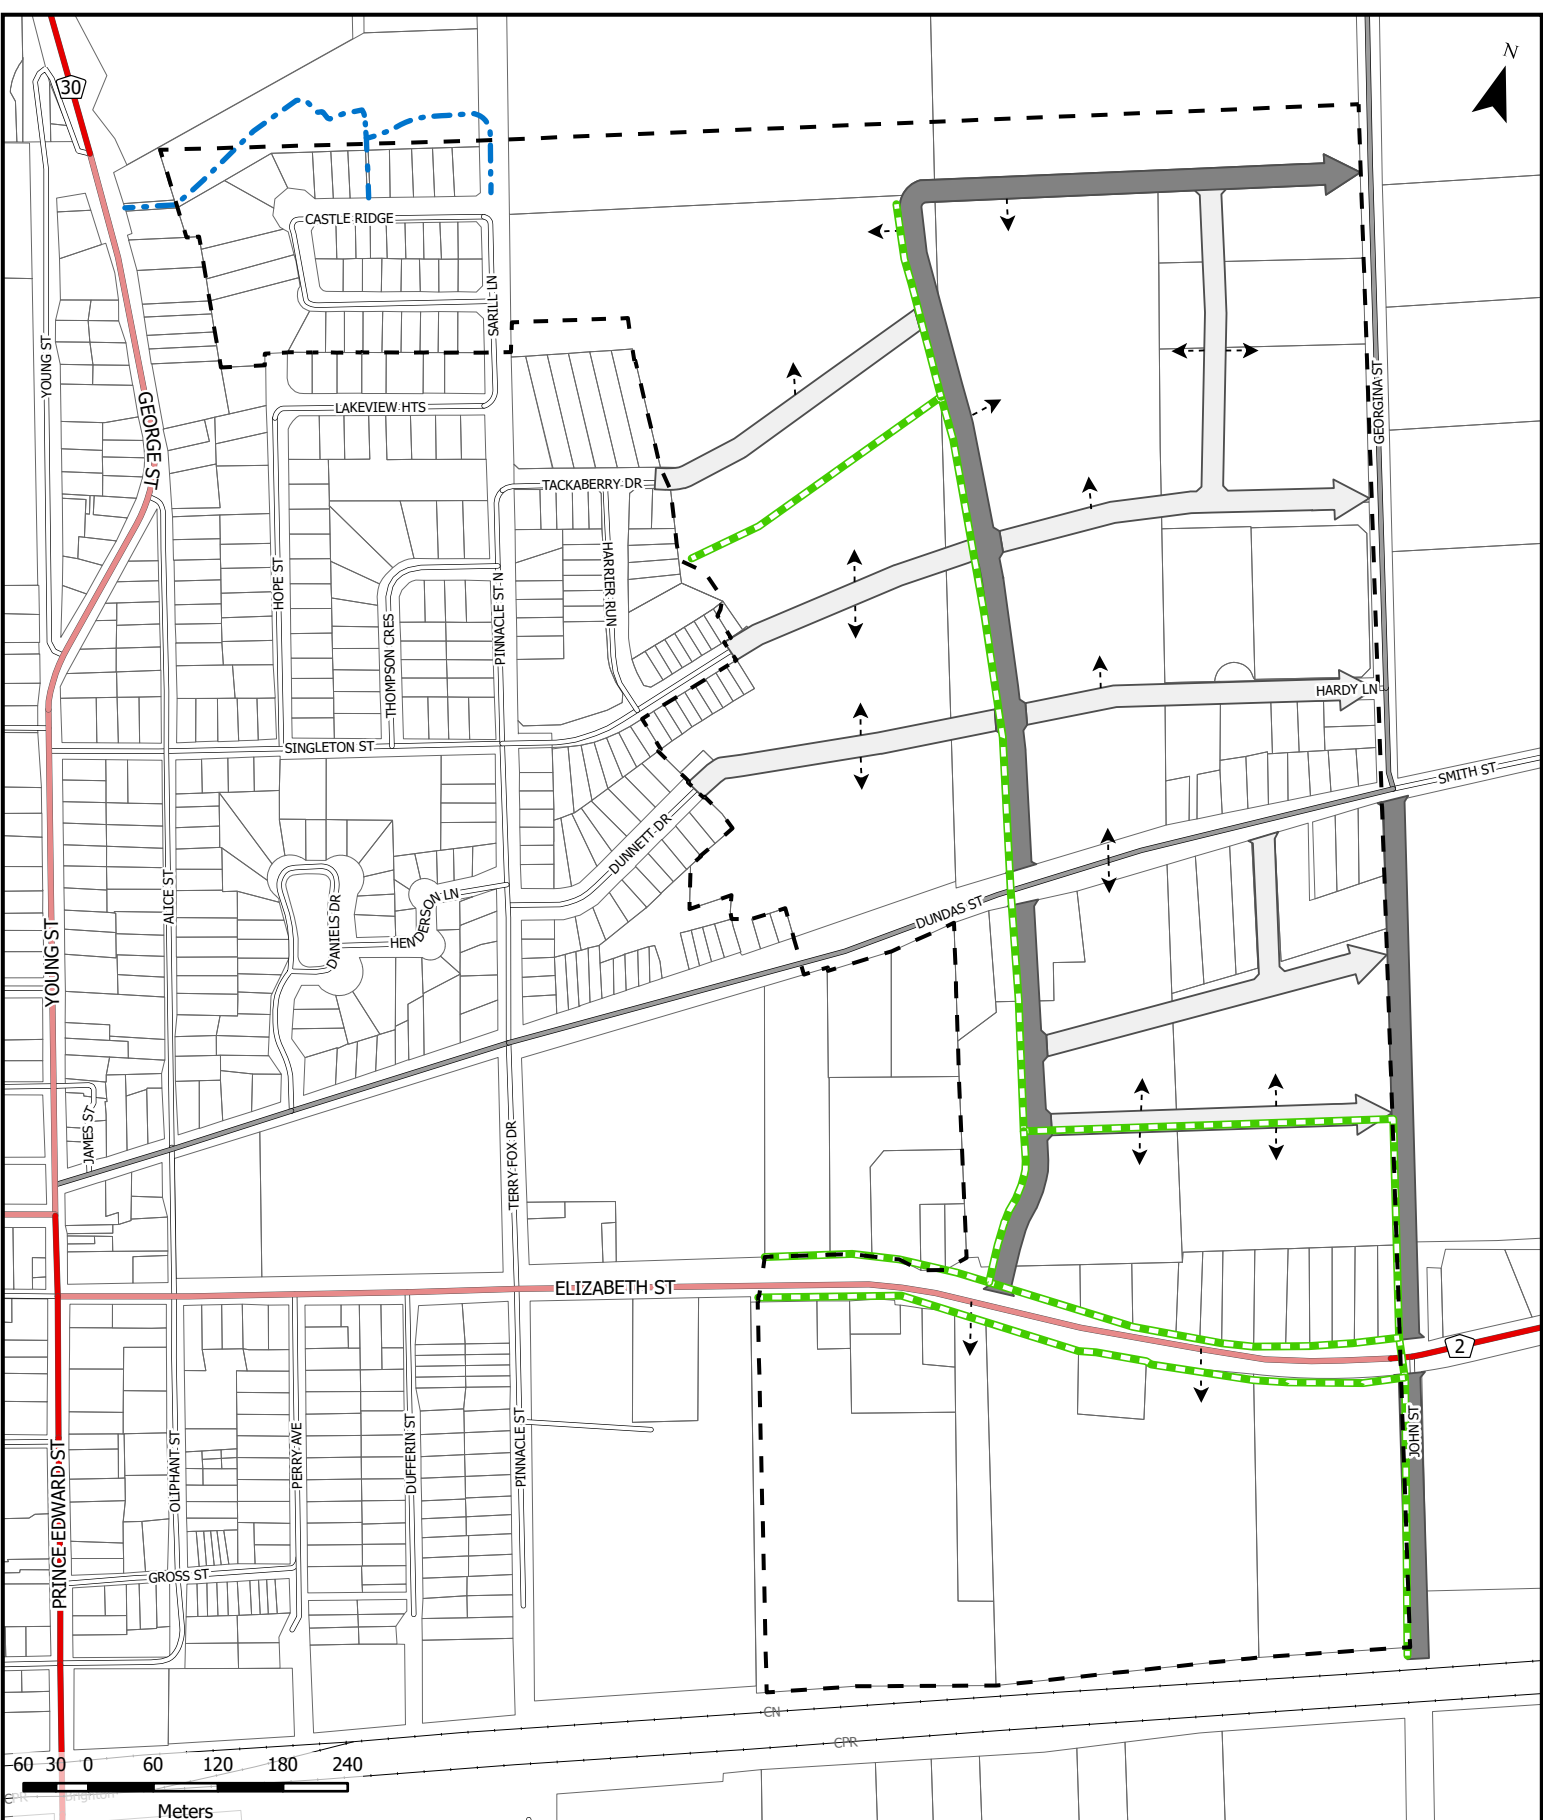 N
30
CASTLE RIDGE
SARILL LN
YOUNG ST
GEORGE ST
LAKEVIEW HTS
GEORGINA ST
TACKABERRY DR
HARRIER RUN
HOPE ST
PINNACLE ST N
THOMPSON CRES
HARDY LN
SINGLETON ST
SMITH ST
DUNNETT DR
ALICE ST
DANIELS DR
HENDERSON LN
DUNDAS ST
YOUNG ST
JAMES ST
TERRY FOX DR
ELIZABETH ST
2
JOHN ST
PRINCE EDWARD ST
OLIPHANT ST
PERRY AVE
DUFFERIN ST
PINNACLE ST
GROSS ST
CN
CPR
60 30 0 60 120 180 240
CPR
Brighton
Meters